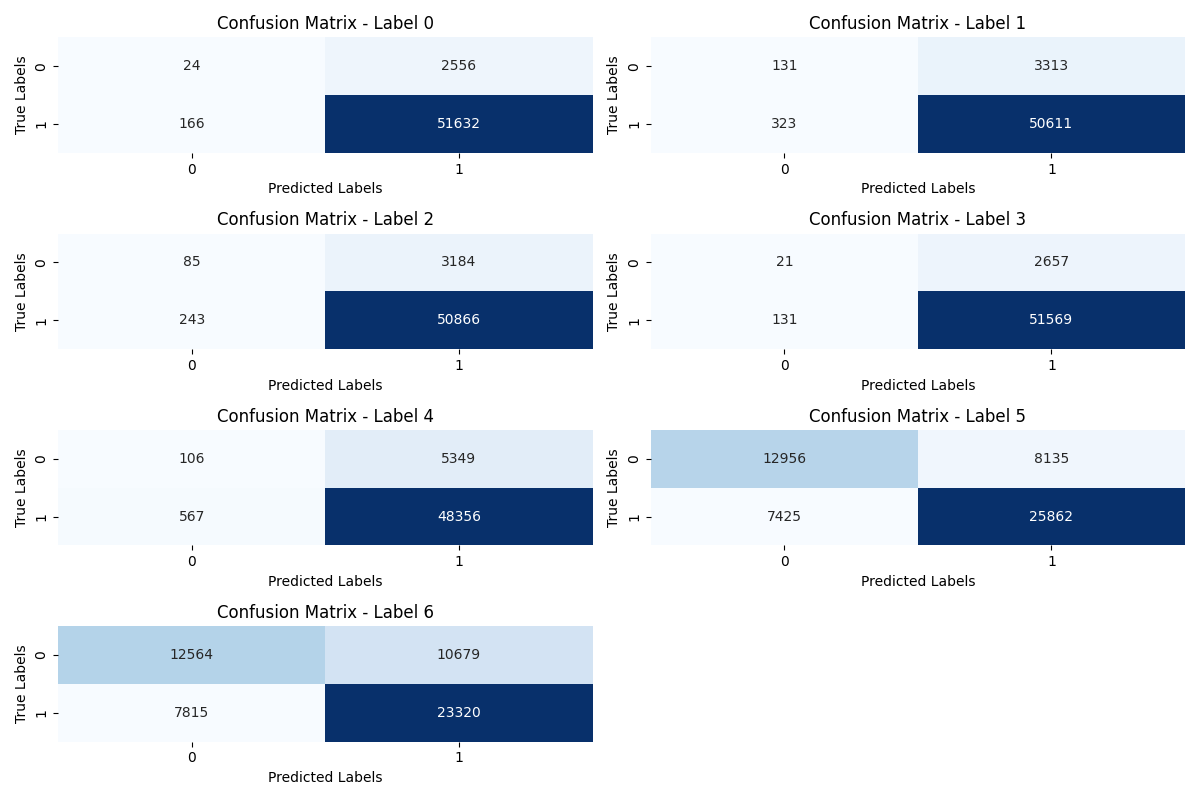 Confusion Matrix - Label 0
True Labels
0
24
2556
1
166
51632
0
1
Predicted Labels
Confusion Matrix - Label 1
True Labels
0
131
3313
1
323
50611
0
1
Predicted Labels
Confusion Matrix - Label 2
True Labels
0
85
3184
1
243
50866
0
1
Predicted Labels
Confusion Matrix - Label 3
True Labels
0
21
2657
1
131
51569
0
1
Predicted Labels
Confusion Matrix - Label 4
True Labels
0
106
5349
1
567
48356
0
1
Predicted Labels
Confusion Matrix - Label 5
True Labels
0
12956
8135
1
7425
25862
0
1
Predicted Labels
Confusion Matrix - Label 6
True Labels
0
12564
10679
1
7815
23320
0
1
Predicted Labels